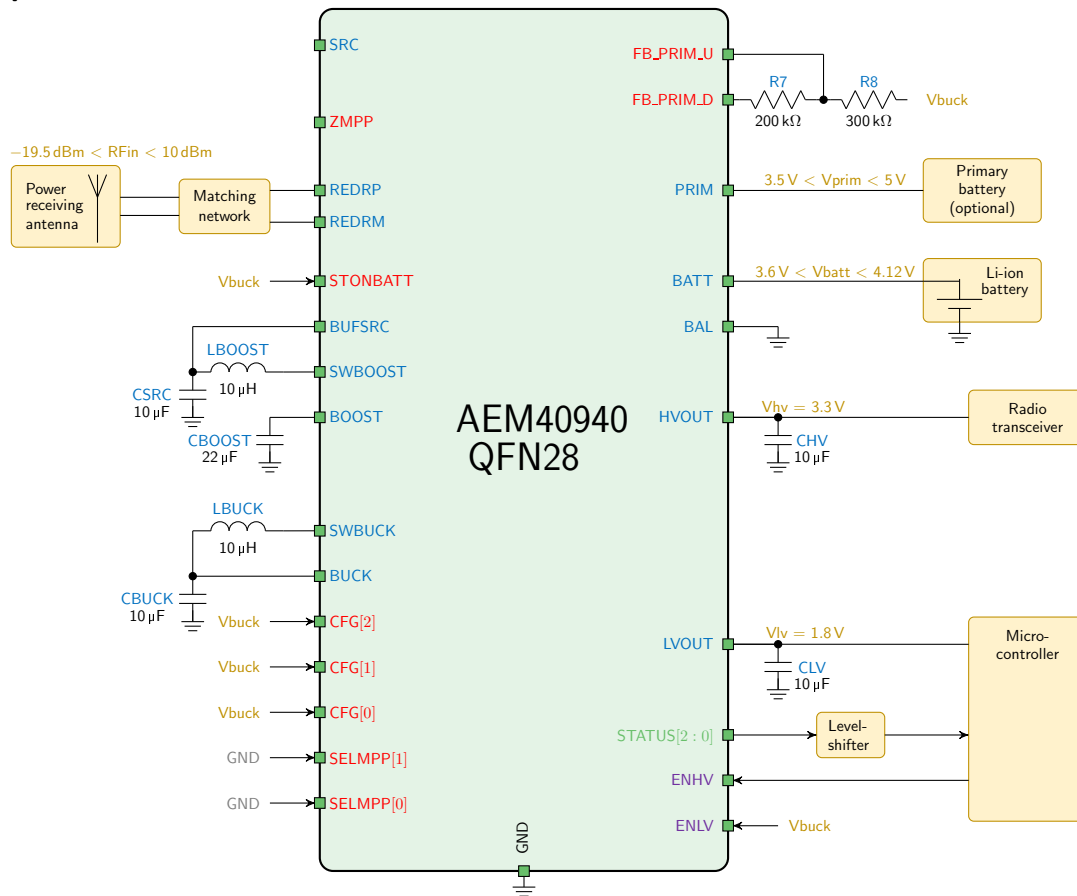 SRC
ZMPP
−19.5 dBm < RFin < 10 dBm
Power
receiving
antenna
Matching
network
REDRP
REDRM
Vbuck
STONBATT
BUFSRC
LBOOST
10 µH
SWBOOST
CSRC
10 µF
BOOST
CBOOST
22 µF
LBUCK
10 µH
SWBUCK
BUCK
CBUCK
10 µF
Vbuck
CFG[2]
Vbuck
CFG[1]
Vbuck
CFG[0]
GND
SELMPP[1]
GND
SELMPP[0]
AEM40940
QFN28
GND
FB_PRIM_U
FB_PRIM_D
R7
200 kΩ
R8
300 kΩ
Vbuck
PRIM
3.5 V < Vprim < 5 V
Primary
battery
(optional)
BATT
3.6 V < Vbatt < 4.12 V
Li-ion
battery
BAL
HVOUT
Vhv = 3.3 V
CHV
10 µF
Radio
transceiver
LVOUT
Vlv = 1.8 V
CLV
10 µF
Micro-
controller
STATUS[2 : 0]
Level-
shifter
ENHV
ENLV
Vbuck